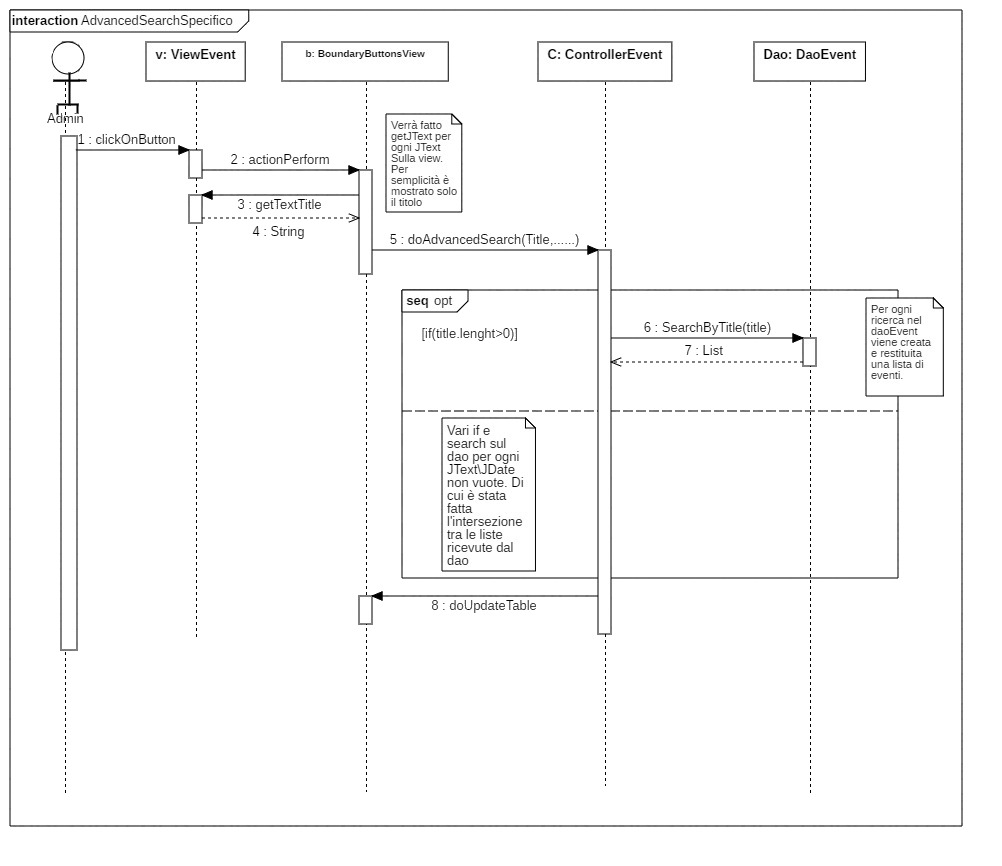 interaction AdvancedSearchSpecifico
v: ViewEvent
b: BoundaryButtonsView
C: ControllerEvent
Dao: DaoEvent
Admin
1 : clickOnButton
2 : actionPerform
Verrà fatto
getJText per
ogni JText
Sulla view.
Per
semplicità è
mostrato solo
il titolo
3 : getTextTitle
4 : String
5 : doAdvancedSearch(Title,......)
seq opt
[if(title.lenght>0)]
6 : SearchByTitle(title)
7 : List
Per ogni
ricerca nel
daoEvent
viene creata
e restituita
una lista di
eventi.
Vari if e
search sul
dao per ogni
JText\JDate
non vuote. Di
cui è stata
fatta
l'intersezione
tra le liste
ricevute dal
dao
8 : doUpdateTable